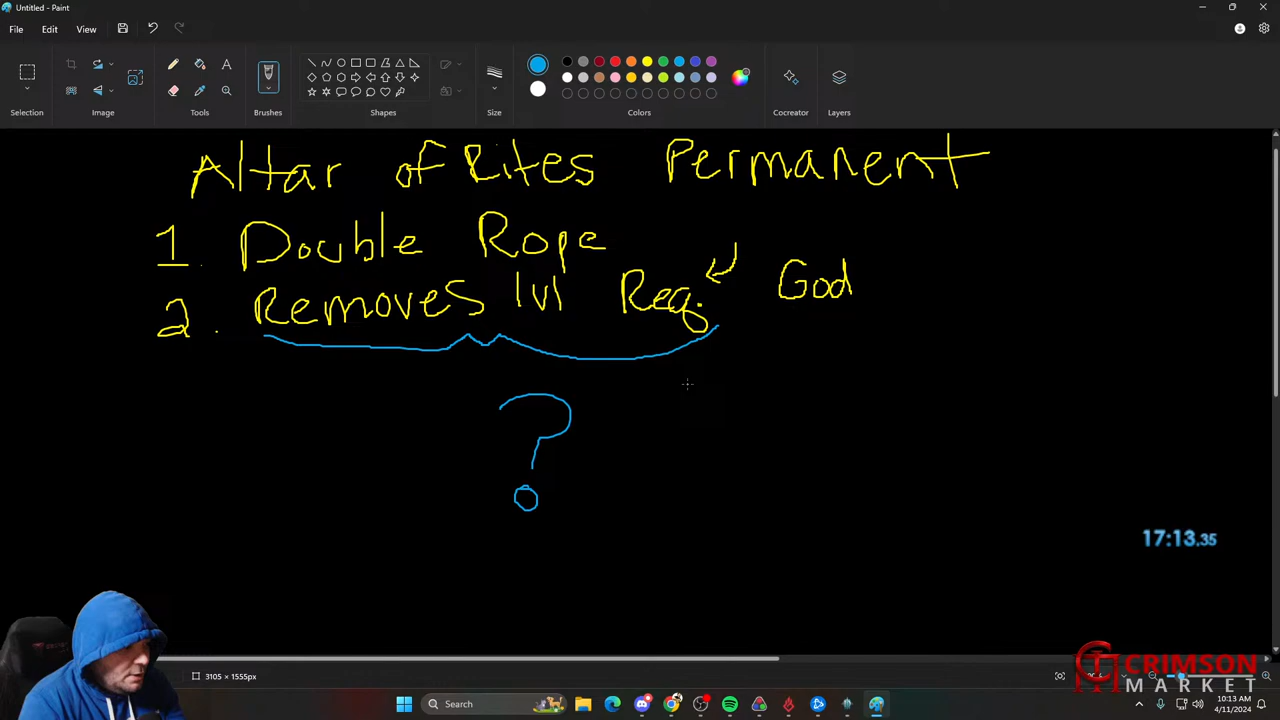 Untitled - Paint
File Edit View
Selection Image Tools Brushes Shapes Size Colors Cocreator Layers
Altar of Rites Permanent
1. Double Rope
2. Removes lvl Req. God
?
17:13.35
CRIMSON
MARKET
3105 × 1555px
Search
10:13 AM
4/11/2024